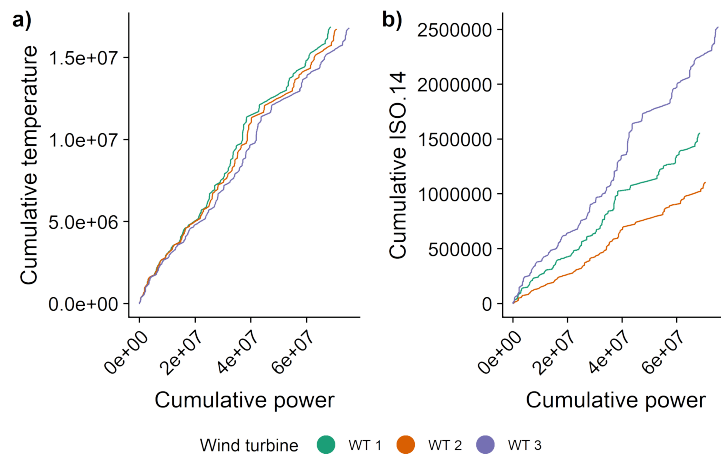 a)
Cumulative temperature
1.5e+07
1.0e+07
5.0e+06
0.0e+00
0e+00
2e+07
4e+07
6e+07
Cumulative power
b)
Cumulative ISO.14
2500000
2000000
1500000
1000000
500000
0
0e+00
2e+07
4e+07
6e+07
Cumulative power
Wind turbine WT 1 WT 2 WT 3